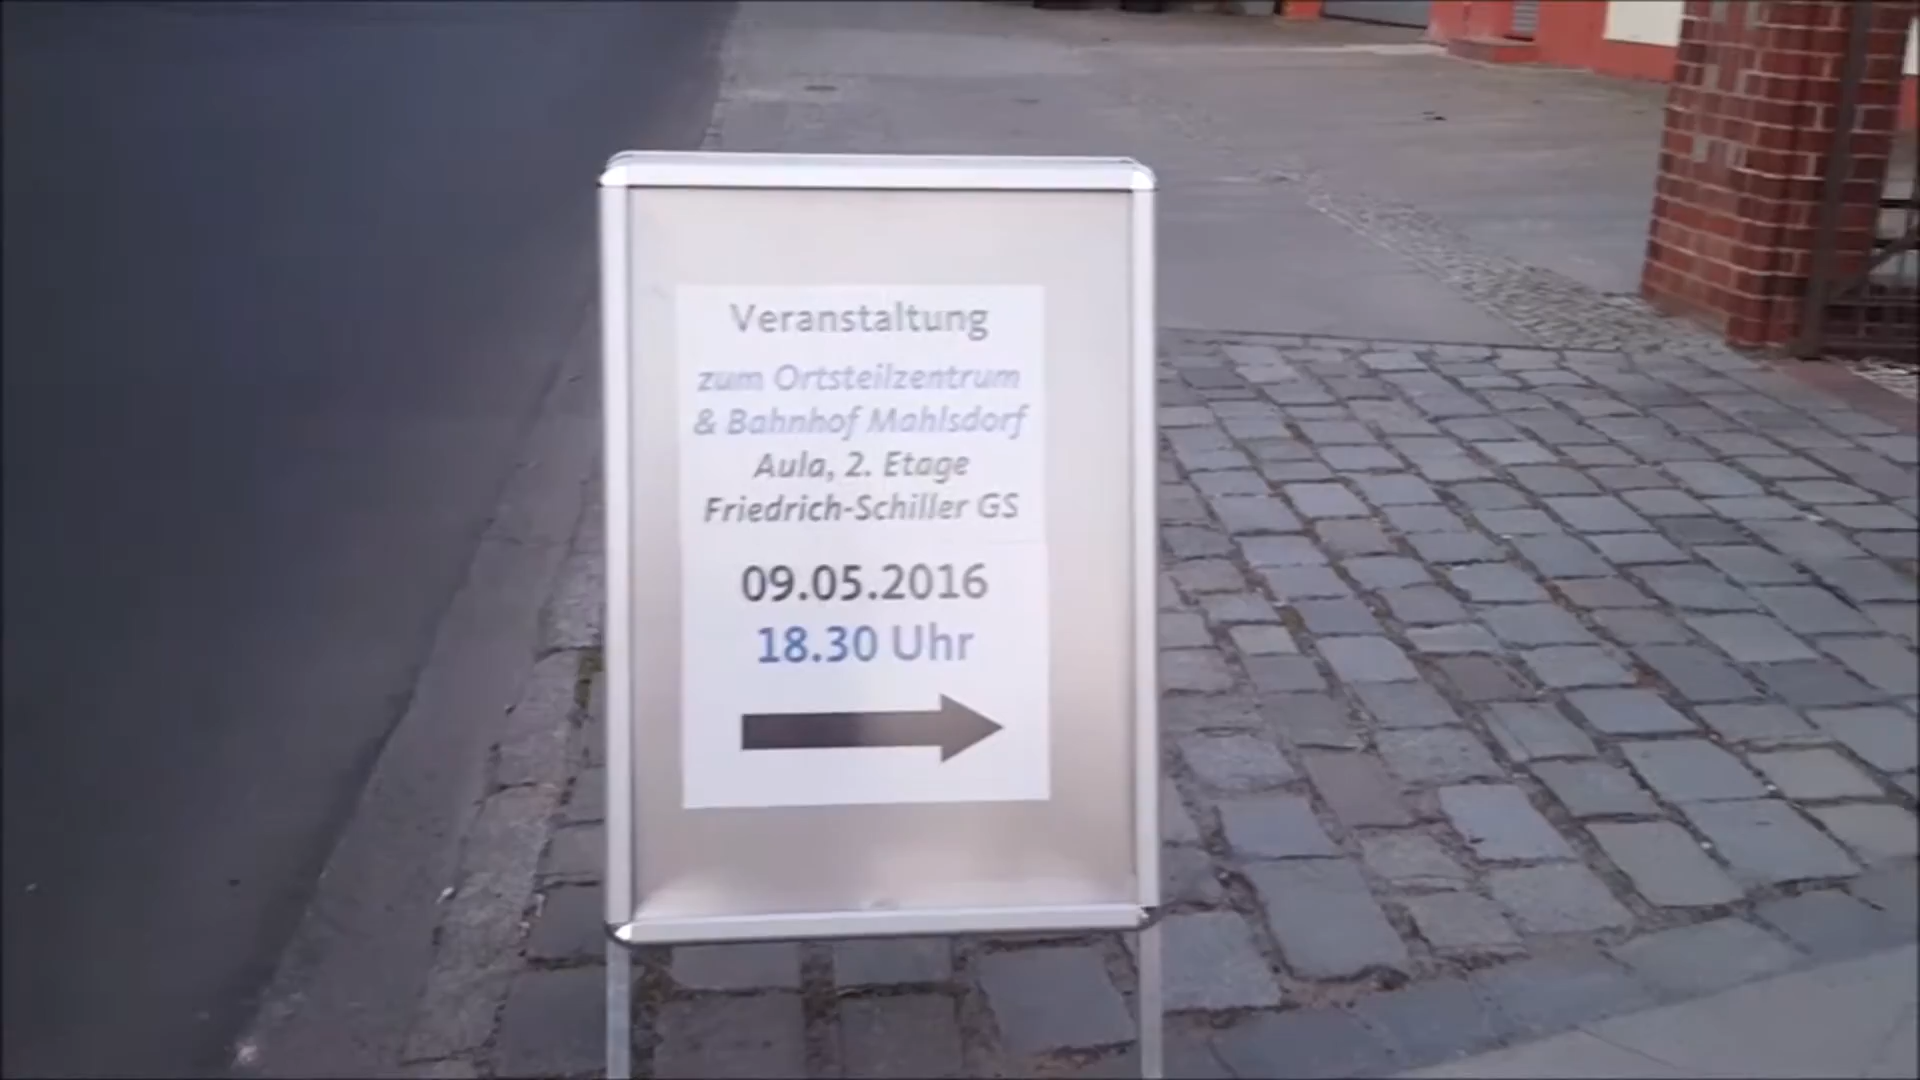 Veranstaltung
zum Ortsteilzentrum
& Bahnhof Mahlsdorf
Aula, 2. Etage
Friedrich-Schiller GS
09.05.2016
18.30 Uhr